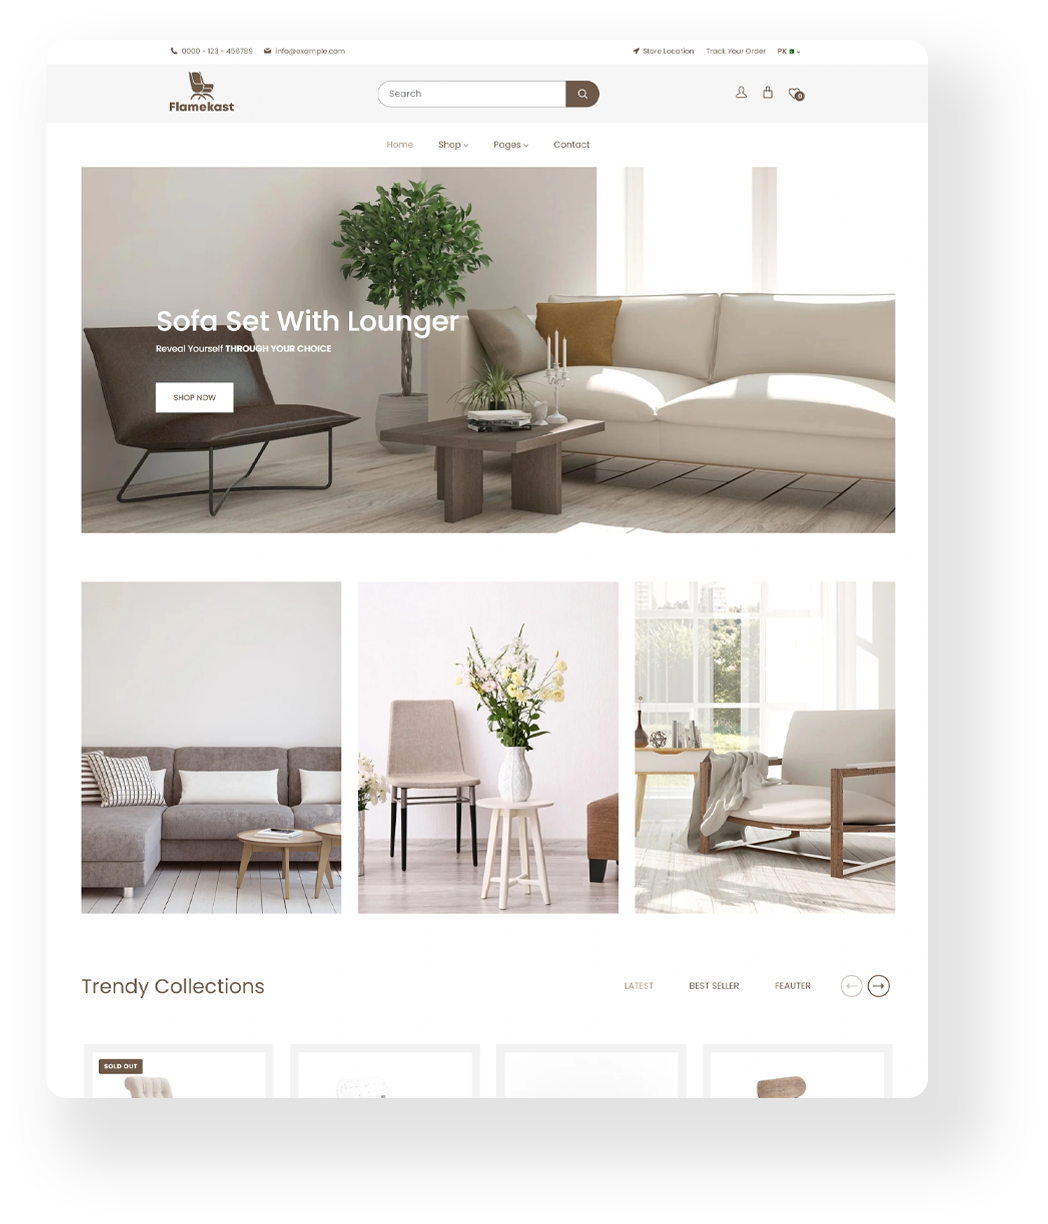 0000 - 123 - 456789 info@example.com Store Location Track Your Order PK
Flamekast
Search
0
Home Shop Pages Contact
Sofa Set With Lounger
Reveal Yourself THROUGH YOUR CHOICE
SHOP NOW
Trendy Collections LATEST BEST SELLER FEAUTER
SOLD OUT